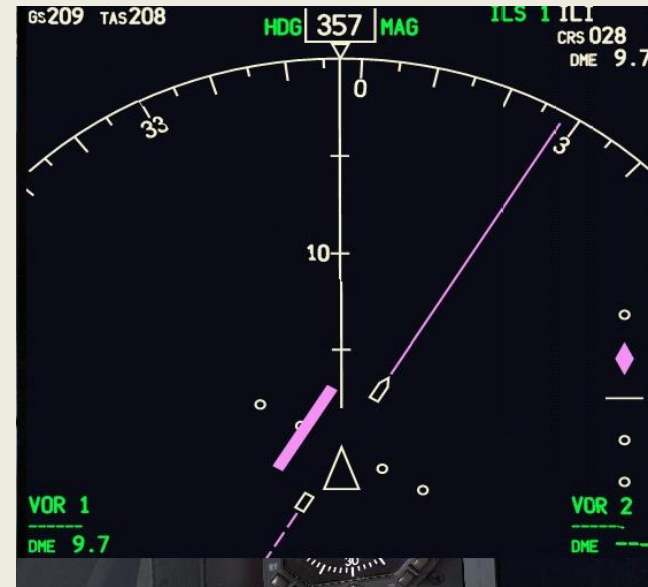 GS209 TAS208
HDG 357 MAG
ILS 1 ILI
CRS 028
DME 9.7
33
0
3
10
VOR 1
------
DME 9.7
VOR 2
------
DME ---
30